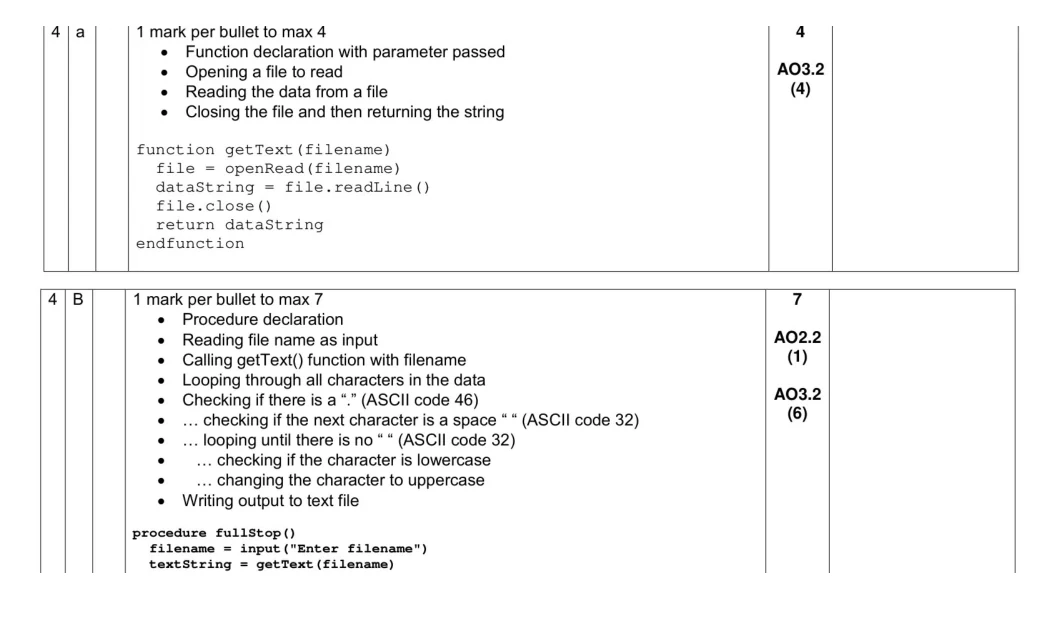 4 a 1 mark per bullet to max 4 4
• Function declaration with parameter passed
• Opening a file to read AO3.2
• Reading the data from a file (4)
• Closing the file and then returning the string
function getText(filename)
file = openRead(filename)
dataString = file.readLine()
file.close()
return dataString
endfunction
4 B 1 mark per bullet to max 7 7
• Procedure declaration
• Reading file name as input AO2.2
• Calling getText() function with filename (1)
• Looping through all characters in the data
• Checking if there is a “.” (ASCII code 46) AO3.2
• … checking if the next character is a space “ “ (ASCII code 32) (6)
• … looping until there is no “ “ (ASCII code 32)
• … checking if the character is lowercase
• … changing the character to uppercase
• Writing output to text file
procedure fullStop()
filename = input("Enter filename")
textString = getText(filename)